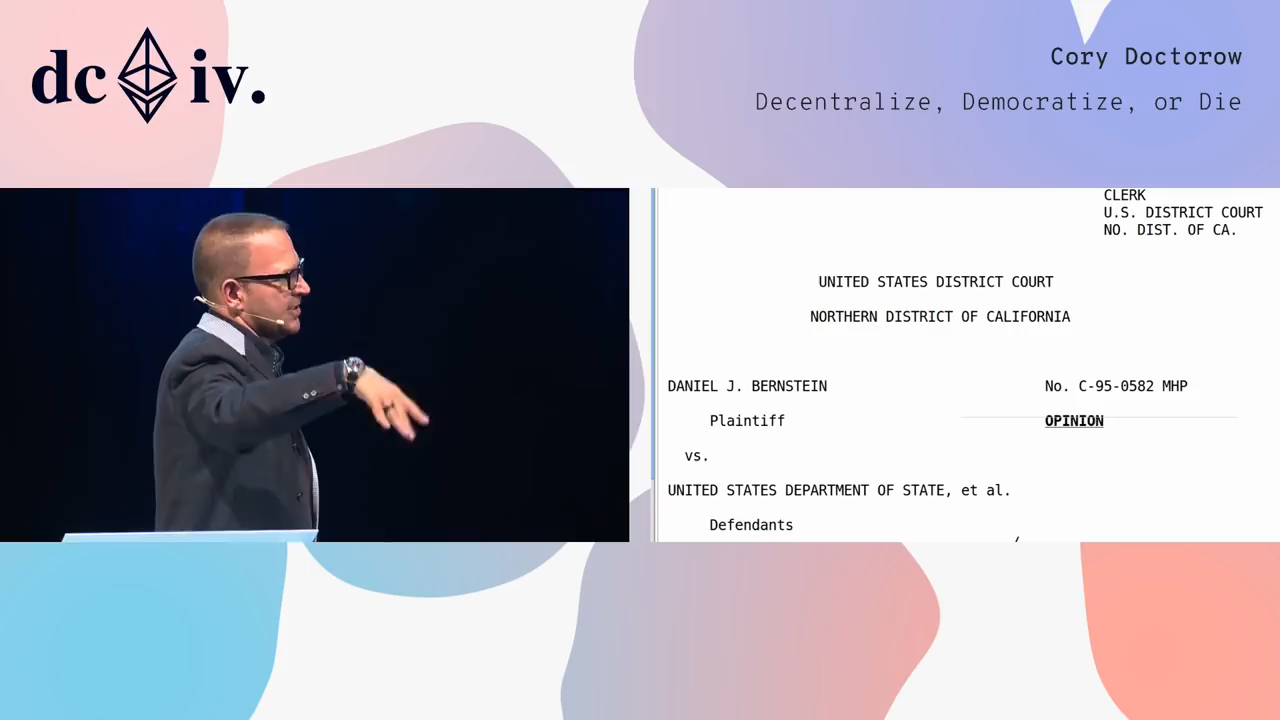 dc iv.
Cory Doctorow
Decentralize, Democratize, or Die
CLERK
U.S. DISTRICT COURT
NO. DIST. OF CA.
UNITED STATES DISTRICT COURT
NORTHERN DISTRICT OF CALIFORNIA
DANIEL J. BERNSTEIN No. C-95-0582 MHP
Plaintiff OPINION
vs.
UNITED STATES DEPARTMENT OF STATE, et al.
Defendants
/